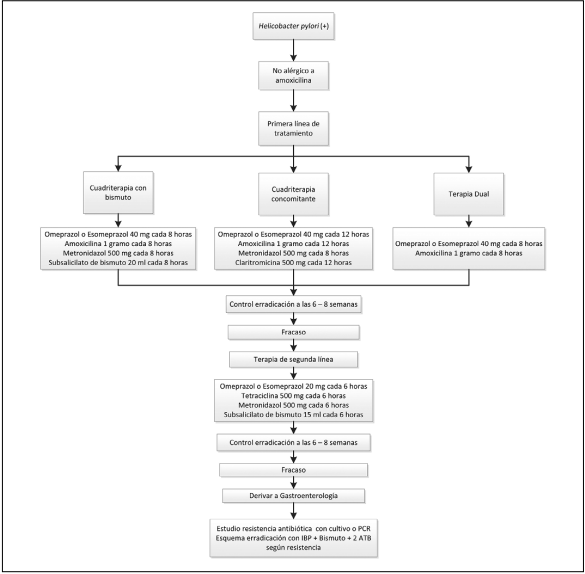 Helicobacter pylori (+)
No alérgico a
amoxicilina
Primera línea de
tratamiento
Cuadriterapia con
bismuto
Cuadriterapia
concomitante
Terapia Dual
Omeprazol o Esomeprazol 40 mg cada 8 horas
Amoxicilina 1 gramo cada 8 horas
Metronidazol 500 mg cada 8 horas
Subsalicilato de bismuto 20 ml cada 8 horas
Omeprazol o Esomeprazol 40 mg cada 12 horas
Amoxicilina 1 gramo cada 12 horas
Metronidazol 500 mg cada 8 horas
Claritromicina 500 mg cada 12 horas
Omeprazol o Esomeprazol 40 mg cada 8 horas
Amoxicilina 1 gramo cada 8 horas
Control erradicación a las 6 – 8 semanas
Fracaso
Terapia de segunda línea
Omeprazol o Esomeprazol 20 mg cada 6 horas
Tetraciclina 500 mg cada 6 horas
Metronidazol 500 mg cada 6 horas
Subsalicilato de bismuto 15 ml cada 6 horas
Control erradicación a las 6 – 8 semanas
Fracaso
Derivar a Gastroenterología
Estudio resistencia antibiótica con cultivo o PCR
Esquema erradicación con IBP + Bismuto + 2 ATB
según resistencia